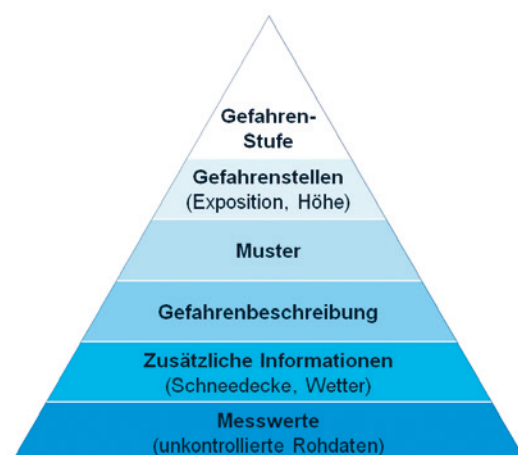 Gefahren-
Stufe
Gefahrenstellen
(Exposition, Höhe)
Muster
Gefahrenbeschreibung
Zusätzliche Informationen
(Schneedecke, Wetter)
Messwerte
(unkontrollierte Rohdaten)